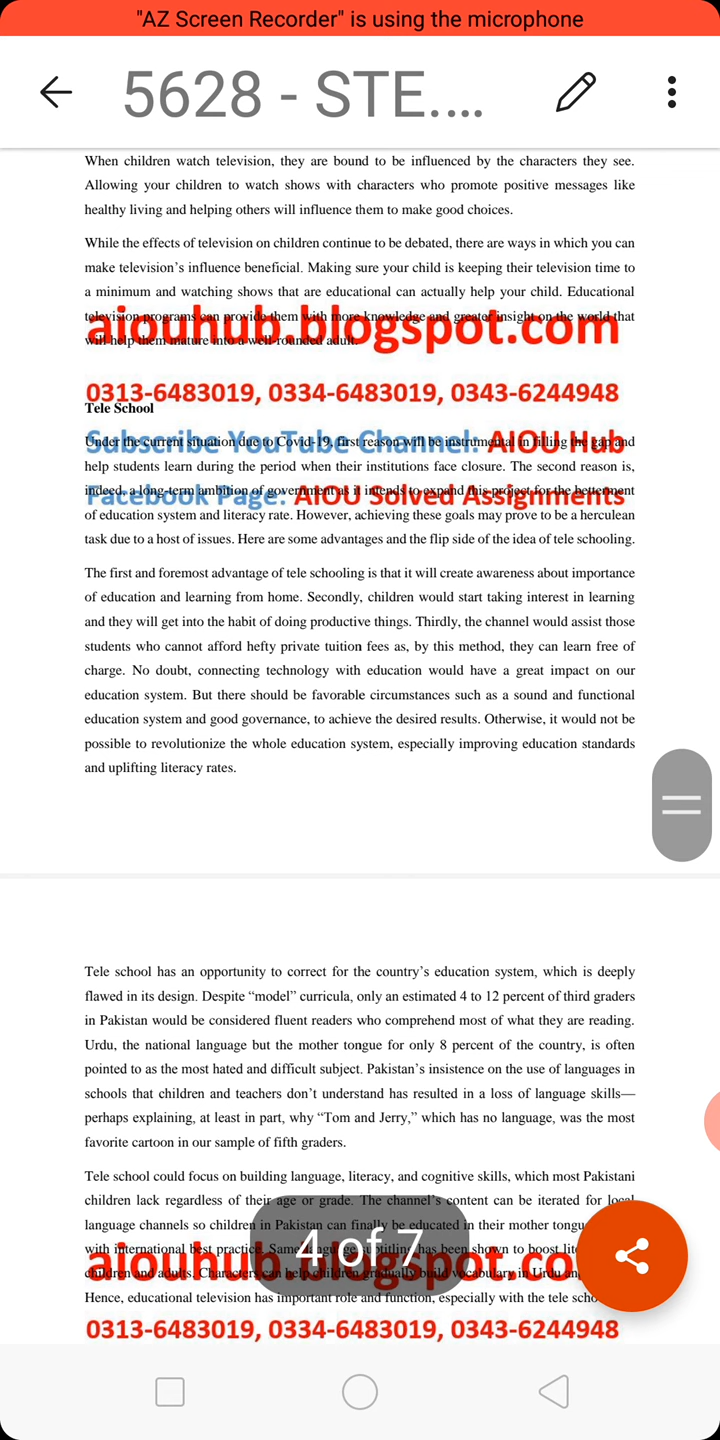 "AZ Screen Recorder" is using the microphone
5628 - STE....
When children watch television, they are bound to be influenced by the characters they see.
Allowing your children to watch shows with characters who promote positive messages like
healthy living and helping others will influence them to make good choices.
While the effects of television on children continue to be debated, there are ways in which you can
make television’s influence beneficial. Making sure your child is keeping their television time to
a minimum and watching shows that are educational can actually help your child. Educational
television programs can provide them with more knowledge and greater insight on the world that
will help them mature into a well-rounded adult.
aiouhub.blogspot.com
0313-6483019, 0334-6483019, 0343-6244948
Tele School
Subscribe YouTube Channel: AIOU Hub
Under the current situation due to Covid-19, first reason will be instrumental in filling the gap and
help students learn during the period when their institutions face closure. The second reason is,
Facebook Page: AIOU Solved Assignments
indeed, a long-term ambition of government as it intends to expand this project for the betterment
of education system and literacy rate. However, achieving these goals may prove to be a herculean
task due to a host of issues. Here are some advantages and the flip side of the idea of tele schooling.
The first and foremost advantage of tele schooling is that it will create awareness about importance
of education and learning from home. Secondly, children would start taking interest in learning
and they will get into the habit of doing productive things. Thirdly, the channel would assist those
students who cannot afford hefty private tuition fees as, by this method, they can learn free of
charge. No doubt, connecting technology with education would have a great impact on our
education system. But there should be favorable circumstances such as a sound and functional
education system and good governance, to achieve the desired results. Otherwise, it would not be
possible to revolutionize the whole education system, especially improving education standards
and uplifting literacy rates.
Tele school has an opportunity to correct for the country’s education system, which is deeply
flawed in its design. Despite “model” curricula, only an estimated 4 to 12 percent of third graders
in Pakistan would be considered fluent readers who comprehend most of what they are reading.
Urdu, the national language but the mother tongue for only 8 percent of the country, is often
pointed to as the most hated and difficult subject. Pakistan’s insistence on the use of languages in
schools that children and teachers don’t understand has resulted in a loss of language skills—
perhaps explaining, at least in part, why “Tom and Jerry,” which has no language, was the most
favorite cartoon in our sample of fifth graders.
Tele school could focus on building language, literacy, and cognitive skills, which most Pakistani
children lack regardless of their age or grade. The channel’s content can be iterated for local
language channels so children in Pakistan can finally be educated in their mother tongu
with international best practice. Same language subtitling has been shown to boost lit
aiouhub.blogspot.co
4 of 7
children and adults. Characters can help children gradually build vocabulary in Urdu an
Hence, educational television has important role and function, especially with the tele scho
0313-6483019, 0334-6483019, 0343-6244948